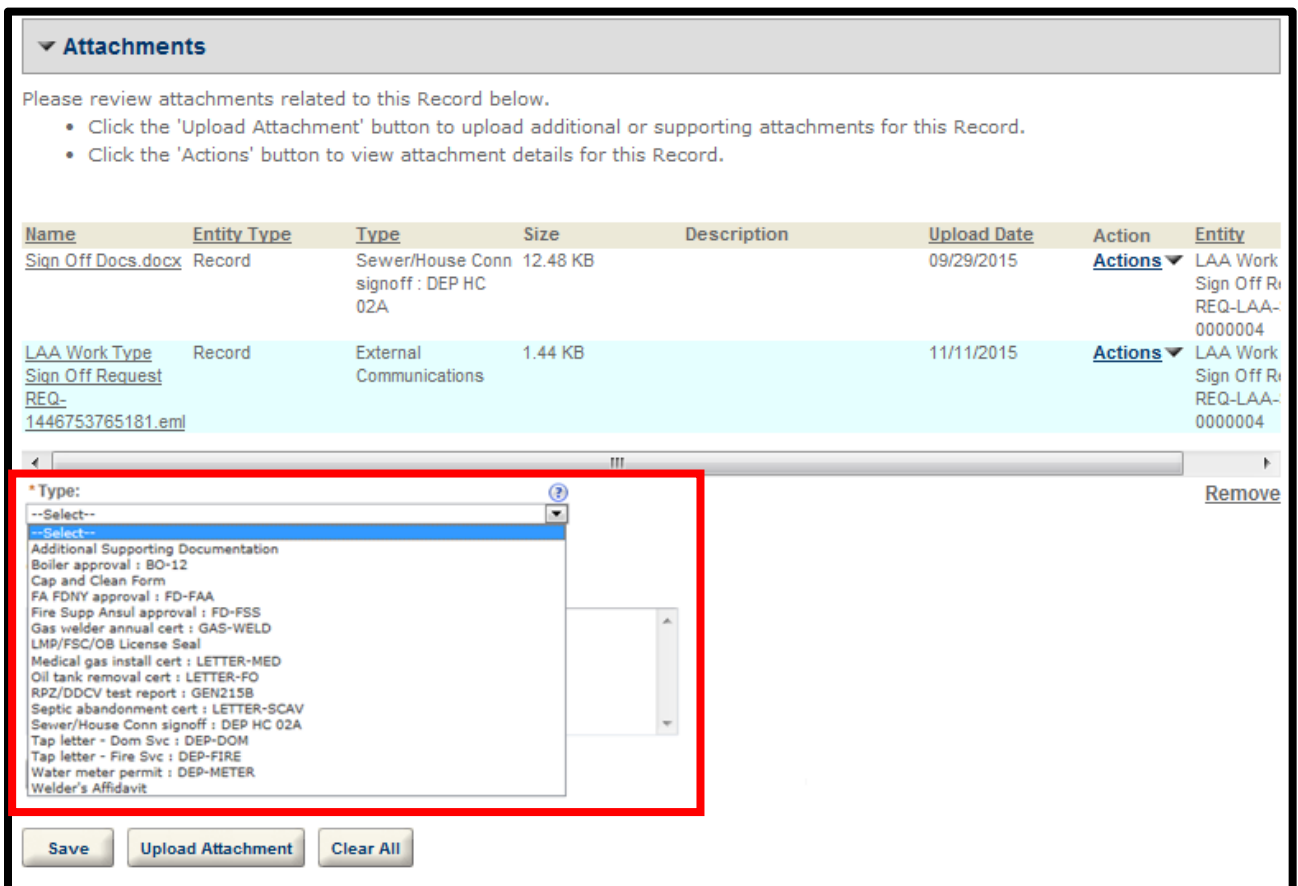 Attachments
Please review attachments related to this Record below.
• Click the 'Upload Attachment' button to upload additional or supporting attachments for this Record.
• Click the 'Actions' button to view attachment details for this Record.
Name Entity Type Type Size Description Upload Date Action Entity
Sign Off Docs.docx Record Sewer/House Conn 12.48 KB 09/29/2015 Actions LAA Work
signoff : DEP HC Sign Off R
02A REQ-LAA-
0000004
LAA Work Type Record External 1.44 KB 11/11/2015 Actions LAA Work
Sign Off Request Communications Sign Off R
REQ- REQ-LAA-
1446753765181.eml 0000004
*Type:
Remove
--Select--
--Select--
Additional Supporting Documentation
Boiler approval : BO-12
Cap and Clean Form
FA FDNY approval : FD-FAA
Fire Supp Ansul approval : FD-FSS
Gas welder annual cert : GAS-WELD
LMP/FSC/OB License Seal
Medical gas install cert : LETTER-MED
Oil tank removal cert : LETTER-FO
RPZ/DDCV test report : GEN215B
Septic abandonment cert : LETTER-SCAV
Sewer/House Conn signoff : DEP HC 02A
Tap letter - Dom Svc : DEP-DOM
Tap letter - Fire Svc : DEP-FIRE
Water meter permit : DEP-METER
Welder's Affidavit
Save Upload Attachment Clear All